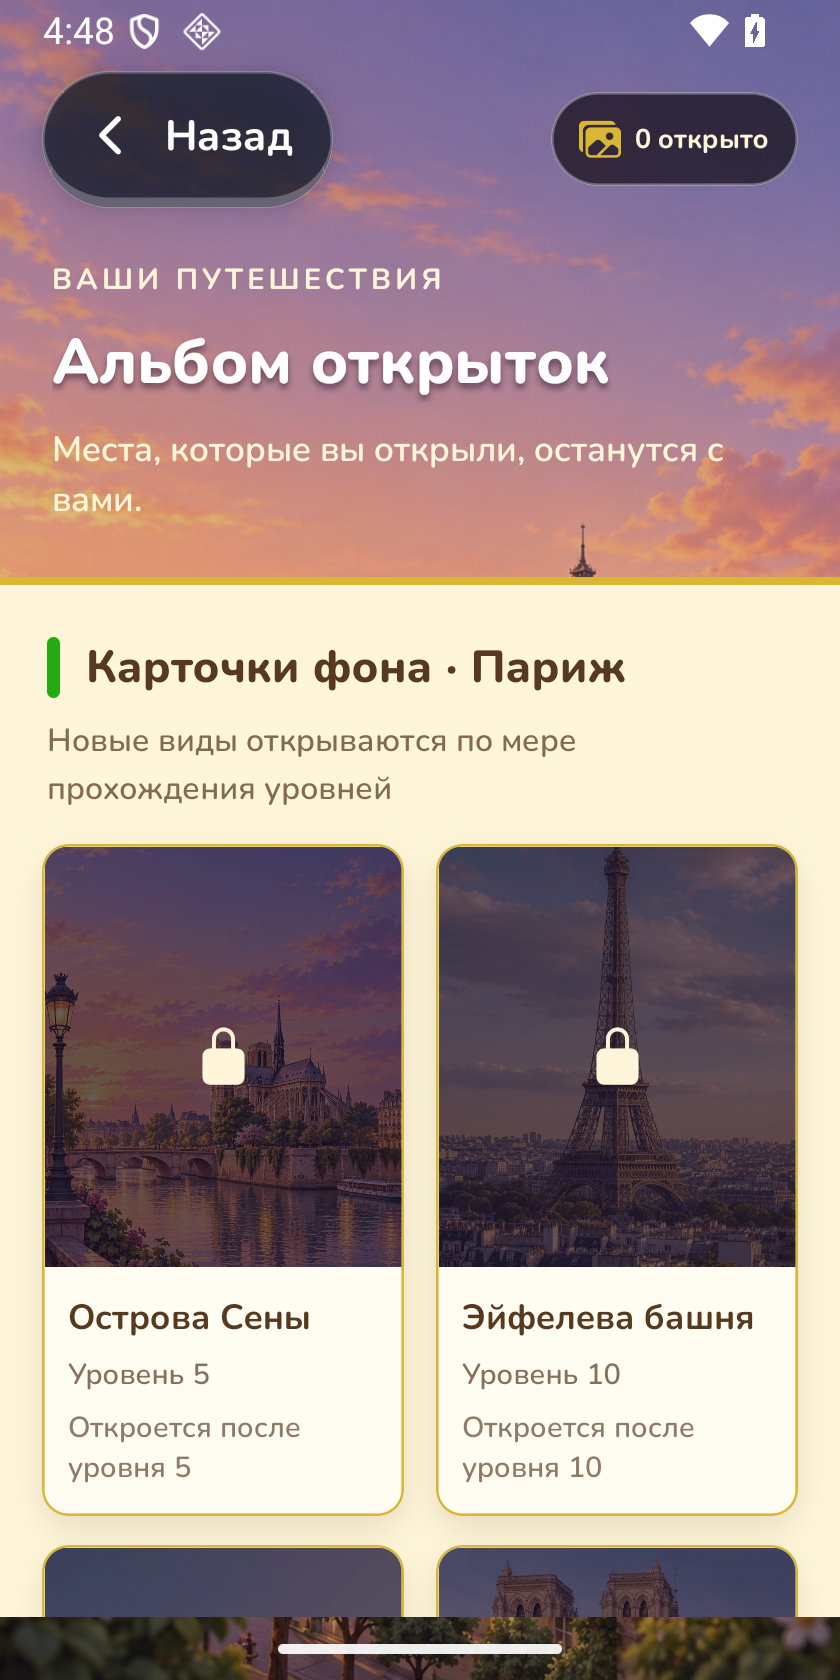 4:48
Назад
0 открыто
ВАШИ ПУТЕШЕСТВИЯ
Альбом открыток
Места, которые вы открыли, останутся с
вами.
Карточки фона · Париж
Новые виды открываются по мере
прохождения уровней
Острова Сены
Уровень 5
Откроется после
уровня 5
Эйфелева башня
Уровень 10
Откроется после
уровня 10